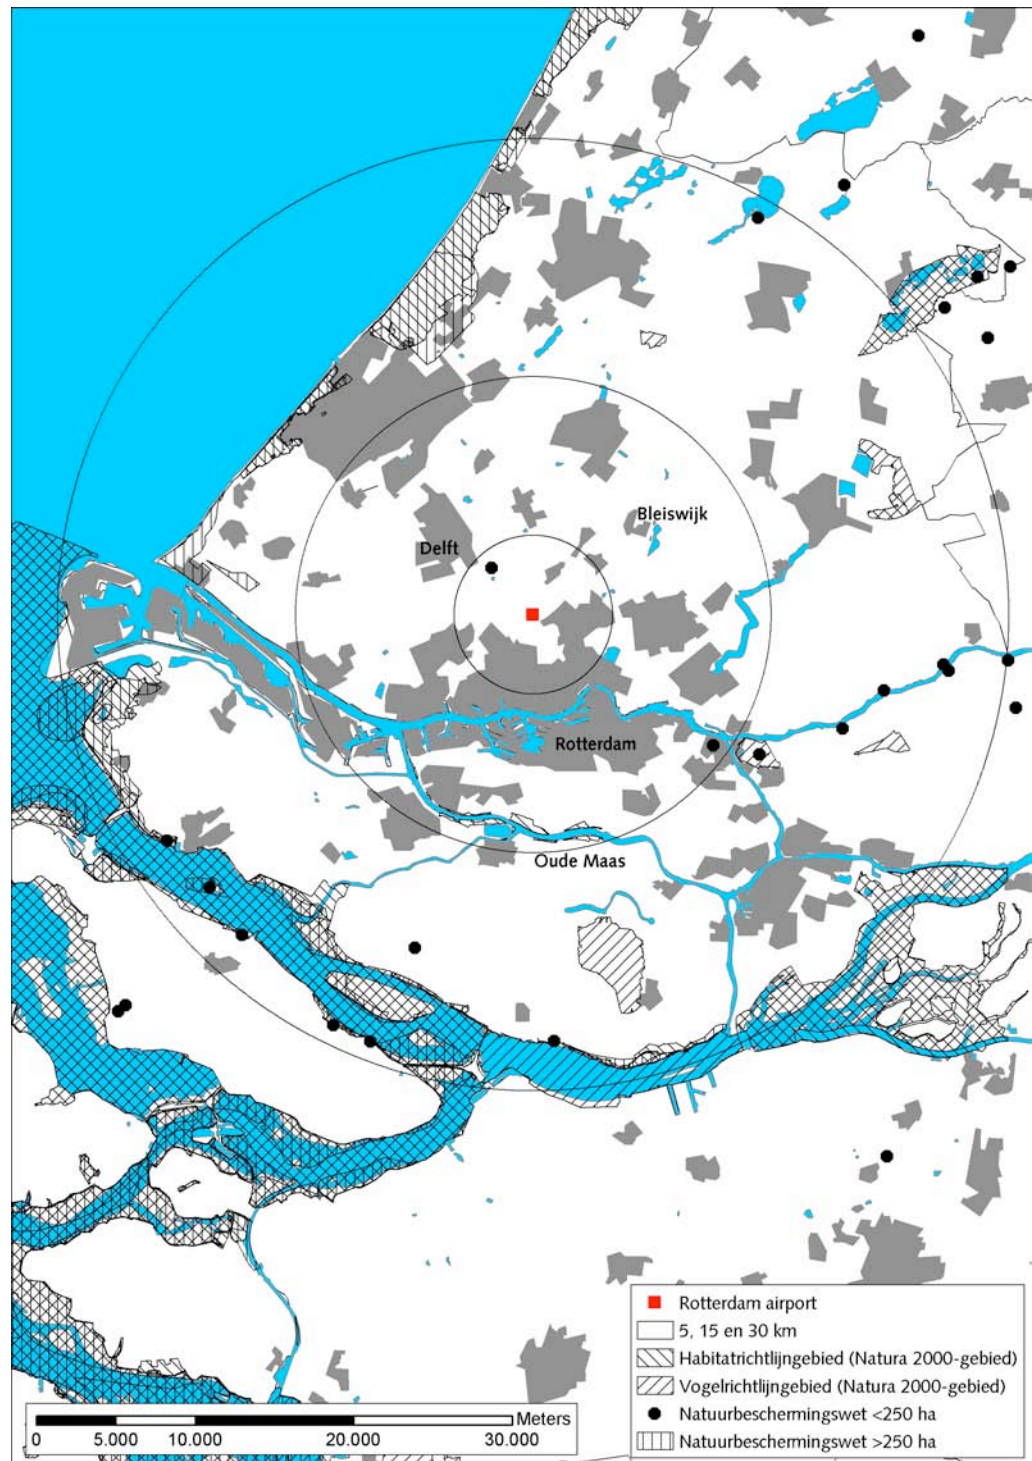 Bleiswijk
Delft
Rotterdam
Oude Maas
Rotterdam airport
5, 15 en 30 km
Habitatrichtlijngebied (Natura 2000-gebied)
Vogelrichtlijngebied (Natura 2000-gebied)
Natuurbeschermingswet <250 ha
Natuurbeschermingswet >250 ha
Meters
0 5.000 10.000 20.000 30.000